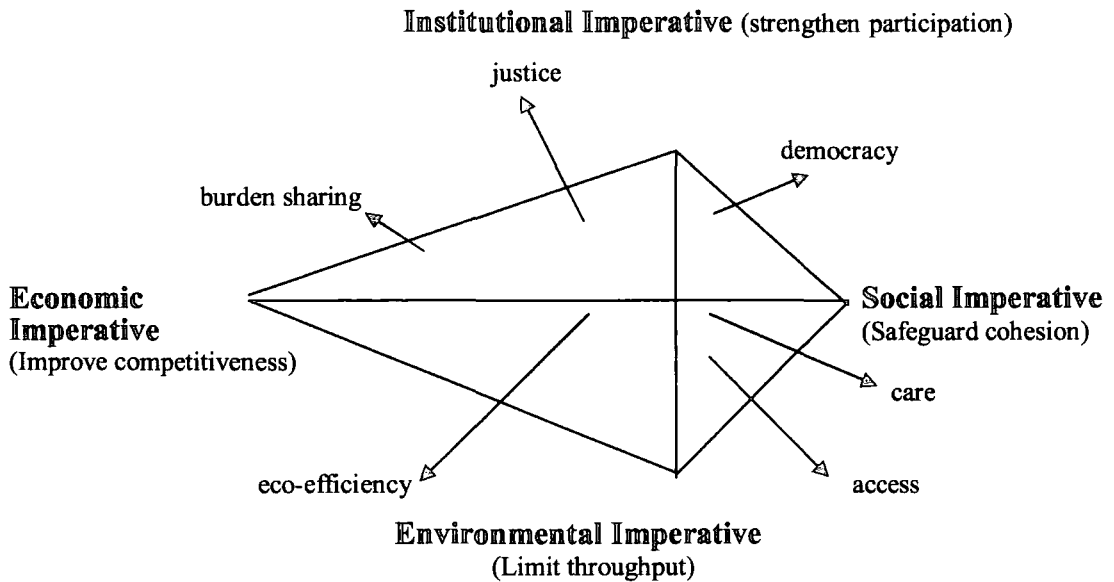 Institutional Imperative (strengthen participation)
justice
democracy
burden sharing
Economic
Imperative
(Improve competitiveness)
Social Imperative
(Safeguard cohesion)
care
eco-efficiency
access
Environmental Imperative
(Limit throughput)